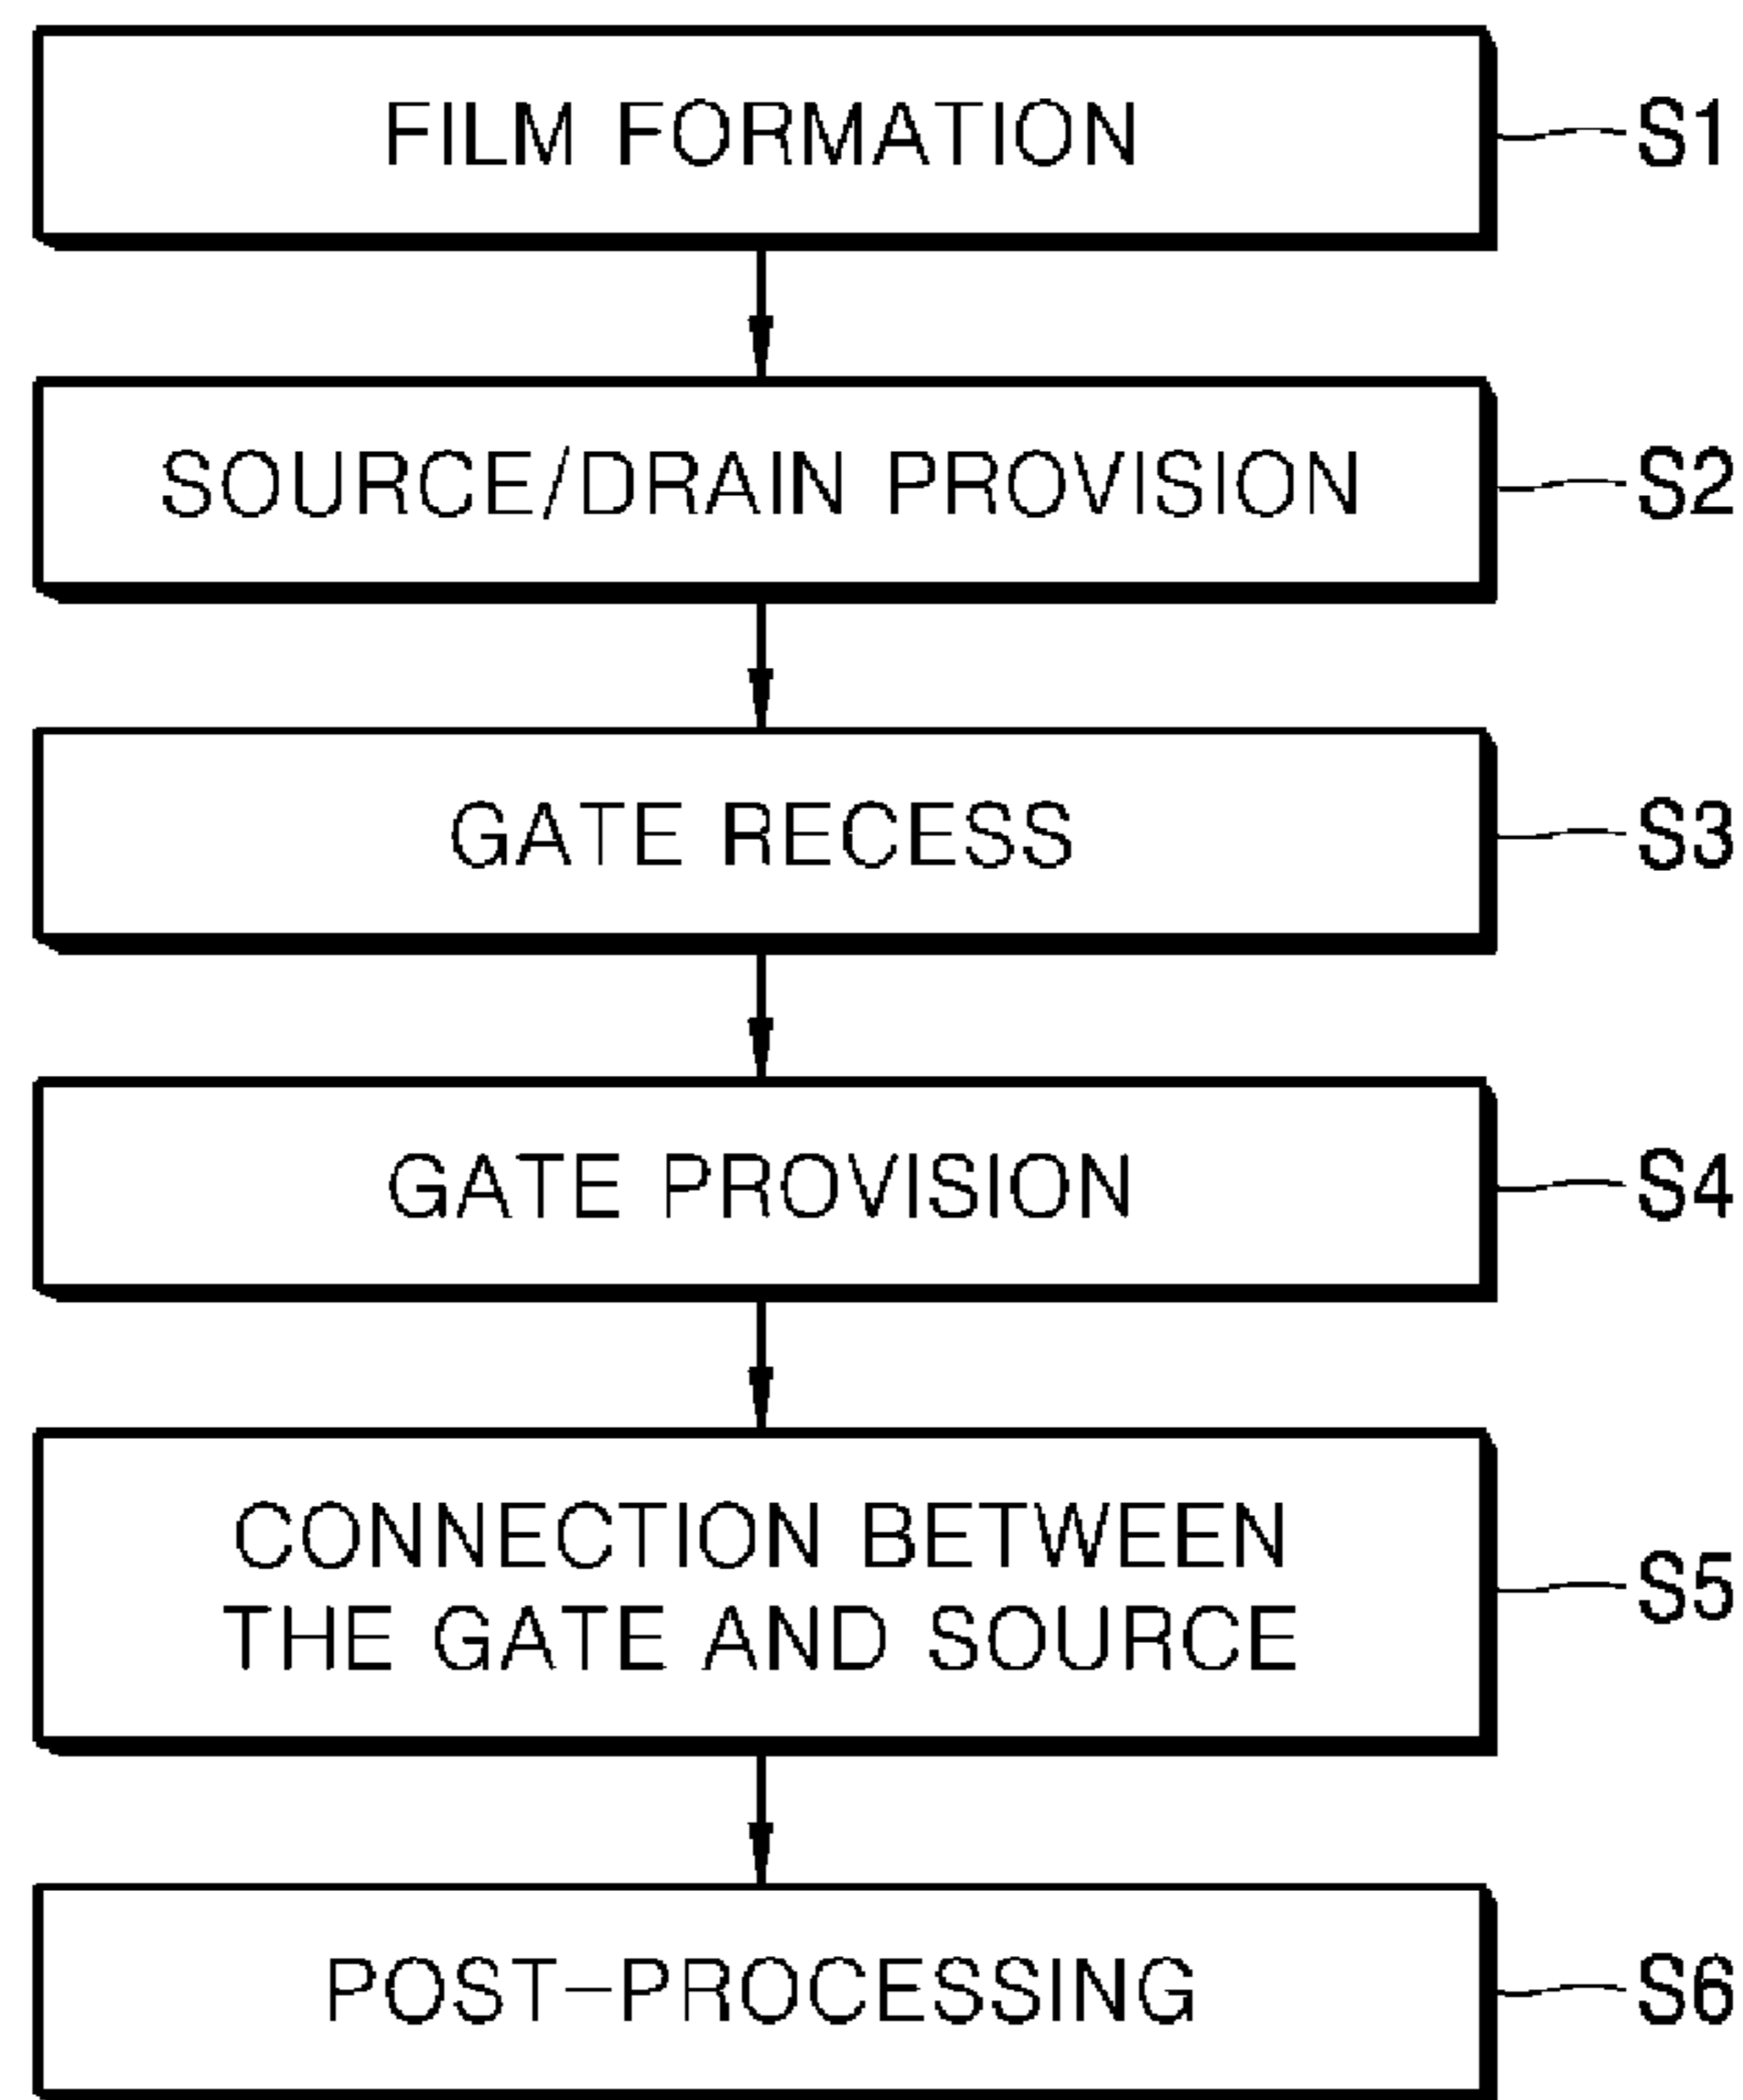 FILM FORMATION
S1
SOURCE/DRAIN PROVISION
S2
GATE RECESS
S3
GATE PROVISION
S4
CONNECTION BETWEEN
THE GATE AND SOURCE
S5
POST-PROCESSING
S6